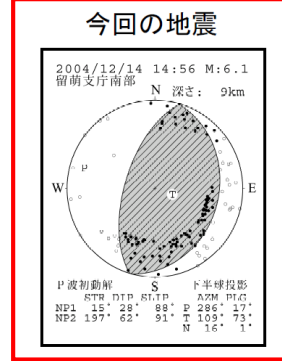 今回の地震
2004/12/14 14:56 M:6.1
留萌支庁南部
N 深さ: 9km
P
W T E
S
P波初動解 下半球投影
STR DIP SLIP AZM PLG
NP1 15° 28° 88° P 286° 17°
NP2 197° 62° 91° T 109° 73°
N 16° 1°